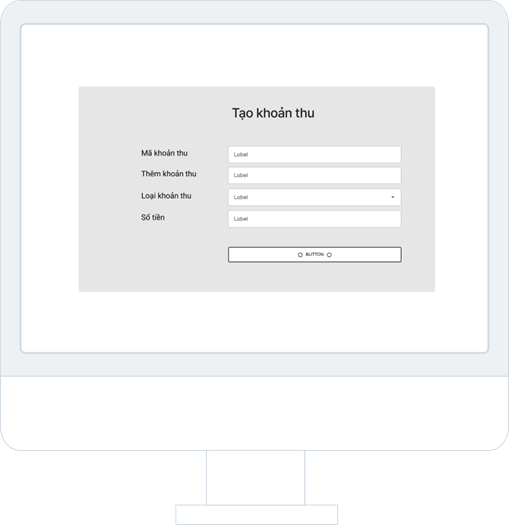 Tạo khoản thu
Mã khoản thu
Label
Thêm khoản thu
Label
Loại khoản thu
Label
Số tiền
Label
BUTTON